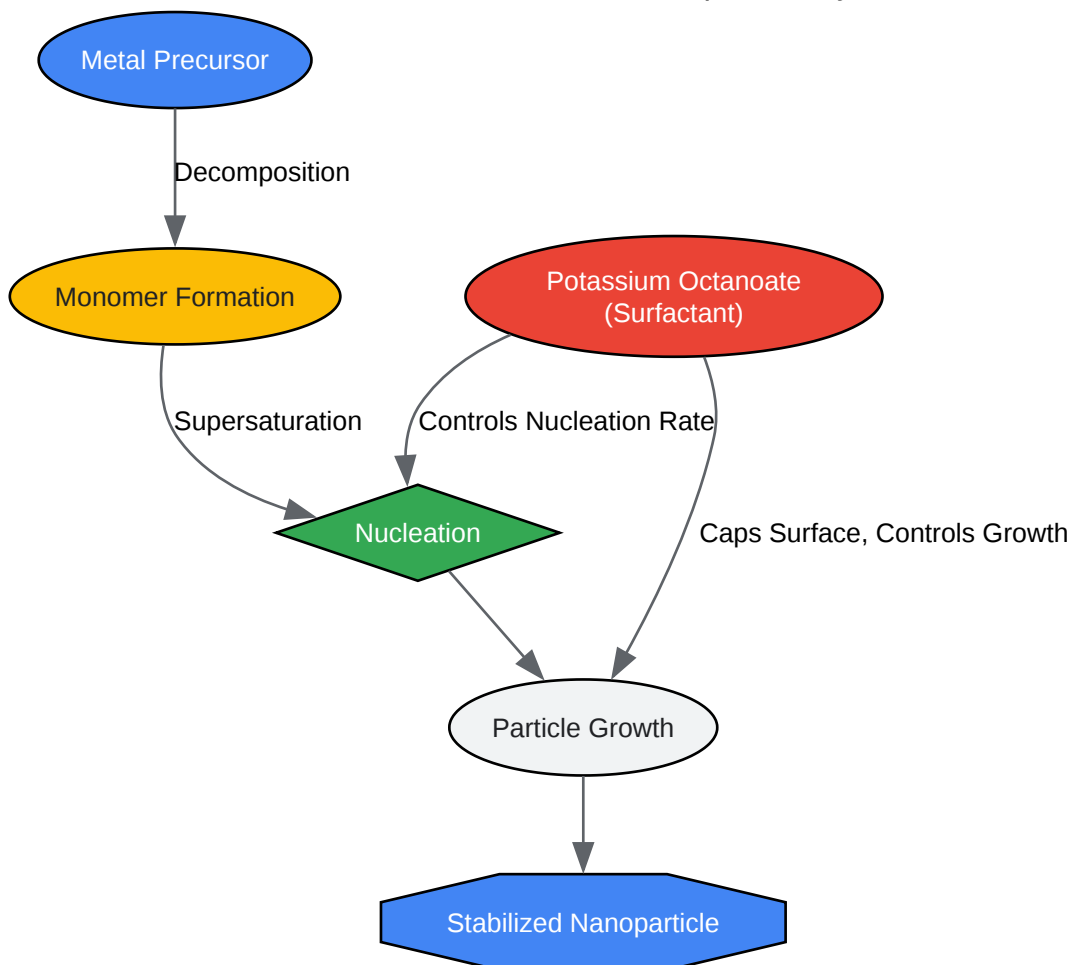 Metal Precursor
Decomposition
Monomer Formation
Potassium Octanoate
(Surfactant)
Supersaturation
Controls Nucleation Rate
Nucleation
Caps Surface, Controls Growth
Particle Growth
Stabilized Nanoparticle